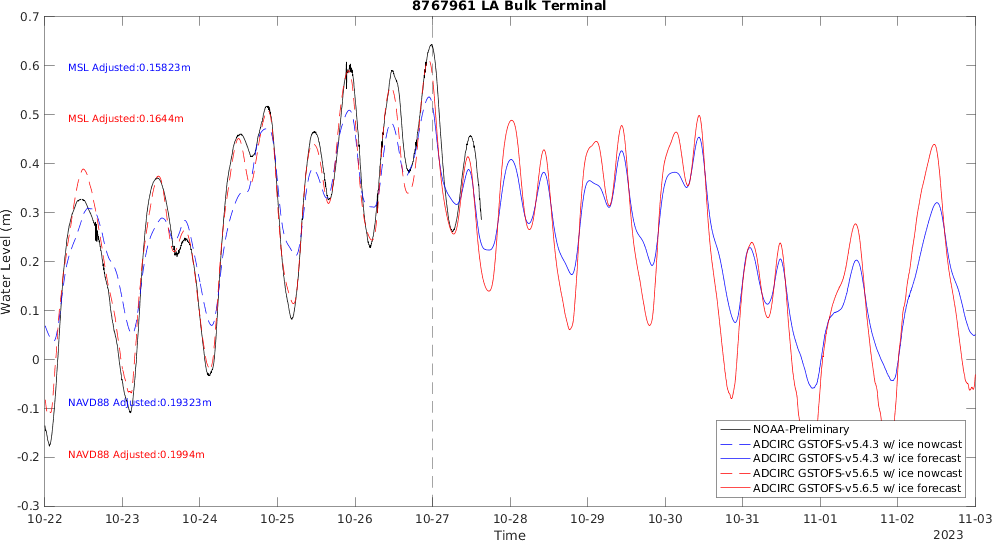 8767961 LA Bulk Terminal
0.7
0.6
0.5
0.4
0.3
0.2
0.1
0
-0.1
-0.2
-0.3
Water Level (m)
MSL Adjusted:0.15823m
MSL Adjusted:0.1644m
NAVD88 Adjusted:0.19323m
NAVD88 Adjusted:0.1994m
NOAA-Preliminary
ADCIRC GSTOFS-v5.4.3 w/ ice nowcast
ADCIRC GSTOFS-v5.4.3 w/ ice forecast
ADCIRC GSTOFS-v5.6.5 w/ ice nowcast
ADCIRC GSTOFS-v5.6.5 w/ ice forecast
10-22 10-23 10-24 10-25 10-26 10-27 10-28 10-29 10-30 10-31 11-01 11-02 11-03
Time
2023